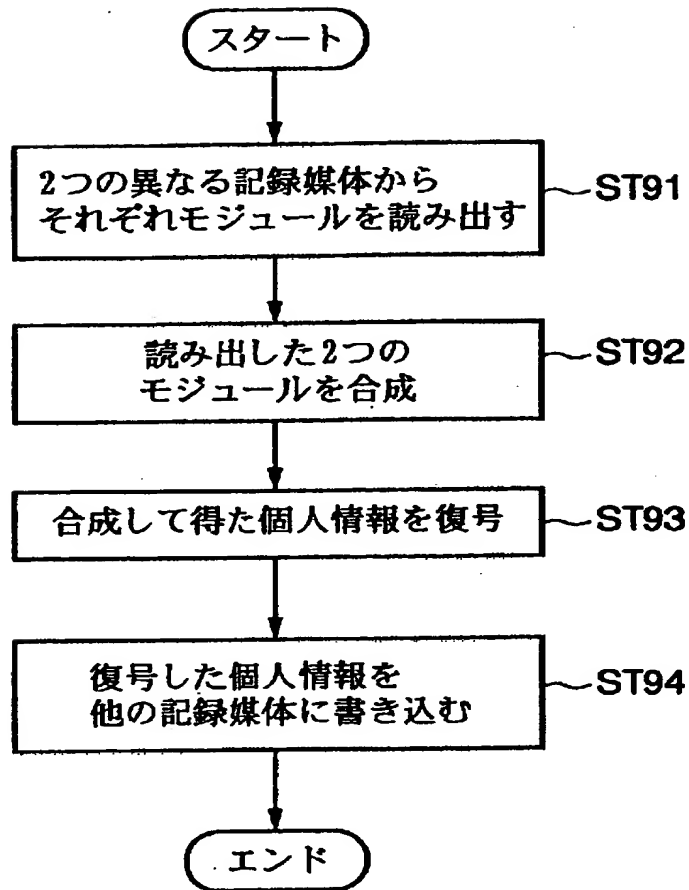 スタート
2つの異なる記録媒体から
それぞれモジュールを読み出す
ST91
読み出した2つの
モジュールを合成
ST92
合成して得た個人情報を復号
ST93
復号した個人情報を
他の記録媒体に書き込む
ST94
エンド